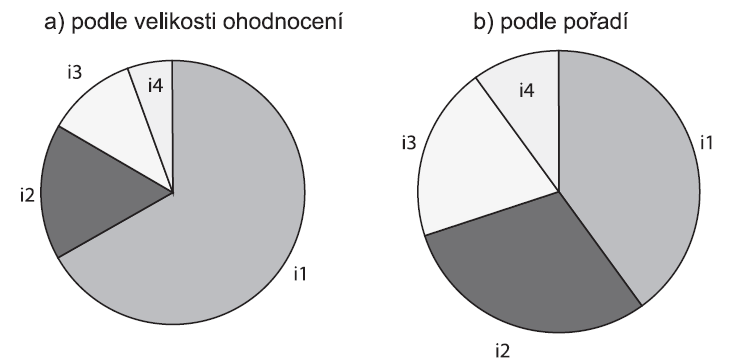 a) podle velikosti ohodnocení
i3
i4
i2
i1
b) podle pořadí
i4
i3
i1
i2